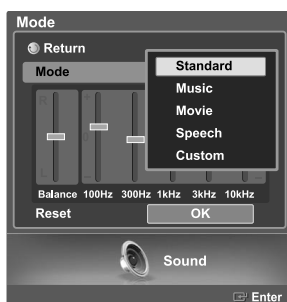 Mode
Return
Mode
Standard
Music
Movie
Speech
Custom
R
+
L
-
Balance 100Hz 300Hz 1kHz 3kHz 10kHz
Reset OK
Sound
Enter